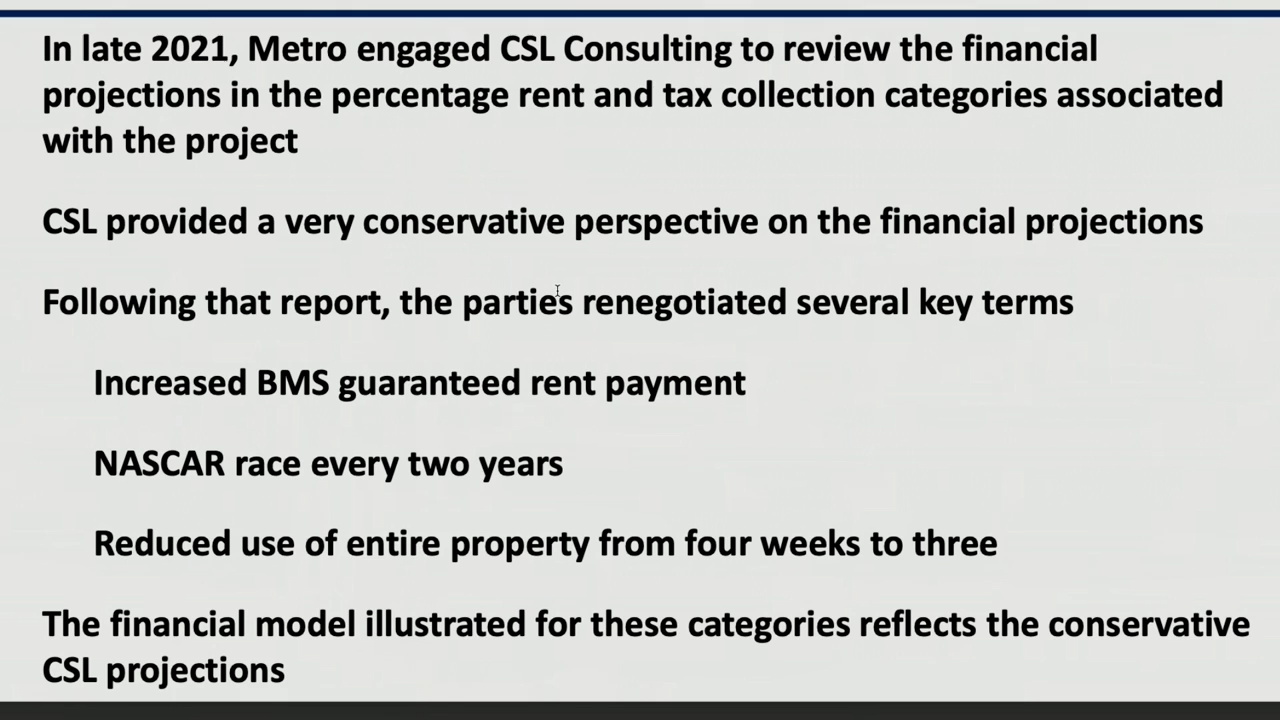 In late 2021, Metro engaged CSL Consulting to review the financial
projections in the percentage rent and tax collection categories associated
with the project
CSL provided a very conservative perspective on the financial projections
Following that report, the parties renegotiated several key terms
Increased BMS guaranteed rent payment
NASCAR race every two years
Reduced use of entire property from four weeks to three
The financial model illustrated for these categories reflects the conservative
CSL projections